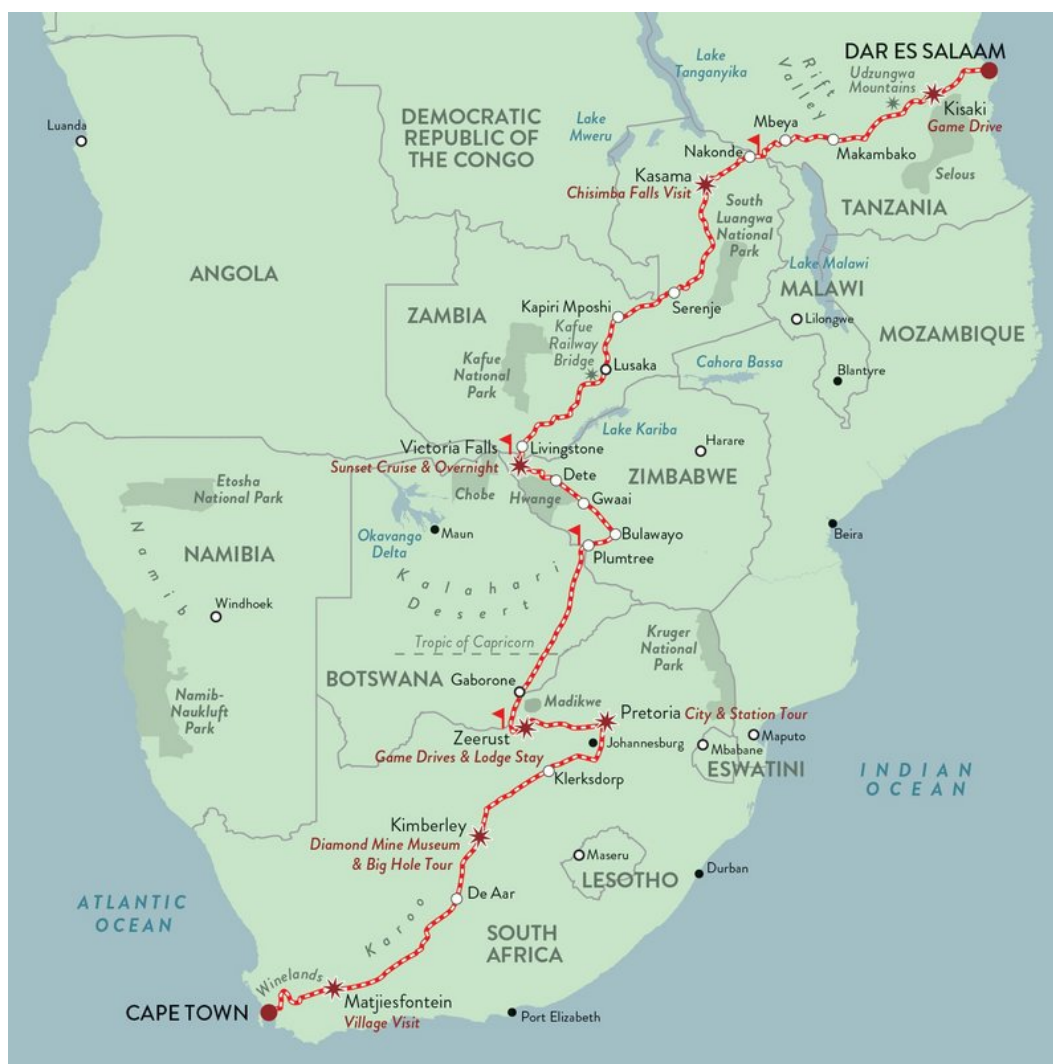 DAR ES SALAAM
Lake
Tanganyika
Rift
Valley
Udzungwa
Mountains
Kisaki
Game Drive
Luanda
DEMOCRATIC
REPUBLIC OF
THE CONGO
Lake
Mweru
Mbeya
Nakonde
Makambako
Selous
Kasama
Chisimba Falls Visit
TANZANIA
South
Luangwa
National
Park
ANGOLA
Lake Malawi
MALAWI
Lilongwe
MOZAMBIQUE
Kapiri Mposhi
Serenje
ZAMBIA
Kafue
Railway
Bridge
Lusaka
Kafue
National
Park
Cahora Bassa
Blantyre
Lake Kariba
Harare
Victoria Falls
Sunset Cruise & Overnight
Livingstone
Dete
ZIMBABWE
Chobe
Hwange
Gwaai
Etosha
National Park
Okavango
Delta
Maun
Bulawayo
Plumtree
Beira
NAMIBIA
Namib
Kalahari
Desert
Windhoek
Tropic of Capricorn
Kruger
National
Park
BOTSWANA
Gaborone
Namib-
Naukluft
Park
Madikwe
Pretoria City & Station Tour
Zeerust
Game Drives & Lodge Stay
Johannesburg
Maputo
Mbabane
ESWATINI
Klerksdorp
INDIAN
OCEAN
Kimberley
Diamond Mine Museum
& Big Hole Tour
Maseru
LESOTHO
Durban
De Aar
ATLANTIC
OCEAN
Karoo
SOUTH
AFRICA
Winelands
CAPE TOWN
Matjiesfontein
Village Visit
Port Elizabeth